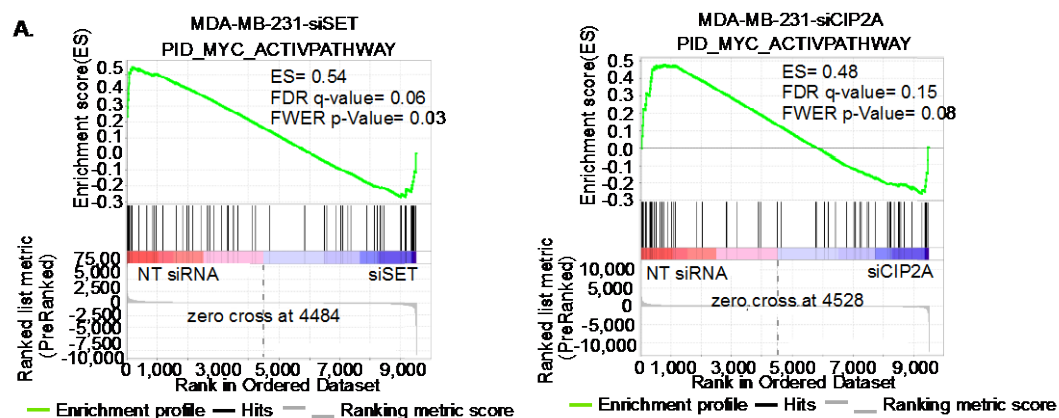 A.
MDA-MB-231-siSET
PID_MYC_ACTIVPATHWAY
Enrichment score(ES)
0.5
0.4
0.3
0.2
0.1
0.0
-0.1
-0.2
-0.3
ES= 0.54
FDR q-value= 0.06
FWER p-Value= 0.03
Ranked list metric
(PreRanked)
75,00
5,000
2,500
0
-2,500
-5,000
-7,500
-10,000
NT siRNA
siSET
zero cross at 4484
0 1,000 3,000 5,000 7,000 9,000
Rank in Ordered Dataset
Enrichment profile Hits Ranking metric score
MDA-MB-231-siCIP2A
PID_MYC_ACTIVPATHWAY
Enrichment score(ES)
0.5
0.4
0.3
0.2
0.1
0.0
-0.1
-0.2
-0.3
ES= 0.48
FDR q-value= 0.15
FWER p-Value= 0.08
Ranked list metric
(PreRanked)
10,000
5,000
0
-5,000
-10,000
NT siRNA
siCIP2A
zero cross at 4528
0 1,000 3,000 5,000 7,000 9,000
Rank in Ordered Dataset
Enrichment profile Hits Ranking metric score